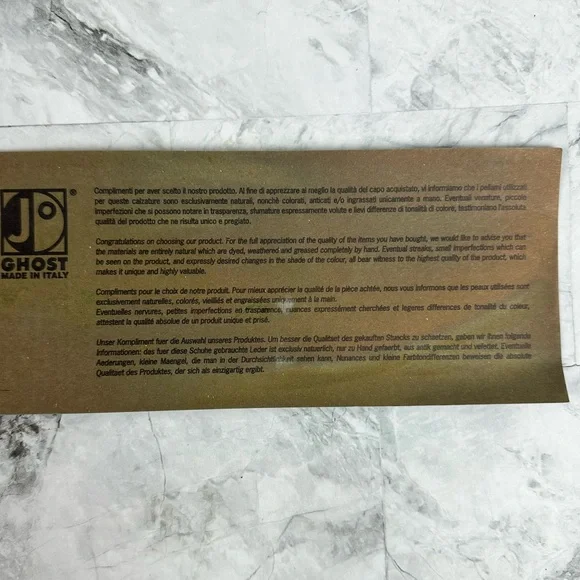 JO ®
GHOST
MADE IN ITALY
Complimenti per aver scelto il nostro prodotto. Al fine di apprezzare al meglio la qualità del capo acquistato, vi informiamo che i pellami utilizzati
per queste calzature sono esclusivamente naturali, nonchè colorati, anticati e/o ingrassati unicamente a mano. Eventuali venature, piccole
imperfezioni che si possono notare in trasparenza, sfumature espressamente volute e lievi differenze di tonalità di colore, testimoniano l'assoluta
qualità del prodotto che ne risulta unico e pregiato.
Congratulations on choosing our product. For the full appreciation of the quality of the items you have bought, we would like to advise you that
the materials are entirely natural which are dyed, weathered and greased completely by hand. Eventual streaks, small imperfections which can
be seen on the product, and expressly desired changes in the shade of the colour, all bear witness to the highest quality of the product, which
makes it unique and highly valuable.
Compliments pour le choix de notre produit. Pour mieux apprécier la qualité de la pièce achtée, nous vous informons que les peaux utilisées sont
exclusivement naturelles, colorés, vieillies et engraissées uniquement à la main.
Eventuelles nervures, petites imperfections en trasparence, nuances expressément cherchées et legeres differences de tonalité du couleur,
attestent la qualité absolue de un produit unique et prisé.
Unser Kompliment fuer die Auswahl unseres Produktes. Um besser die Qualitset des gekauften Stuecks zu schaetzen, geben wir Ihnen folgende
Informationen: das fuer diese Schuhe gebrauchte Leder ist exclusiv natuerlich, nur zu Hand gefaerbt, aus antik gemacht und gefettet. Eventuelle
Aederungen, kleine Maengel, die man in der Durchsichtigkeit sehen kann, Nuances und kleine Farbtondifferenzen beweisen die absolute
Qualitset des Produktes, der sich als einzigartig ergibt.